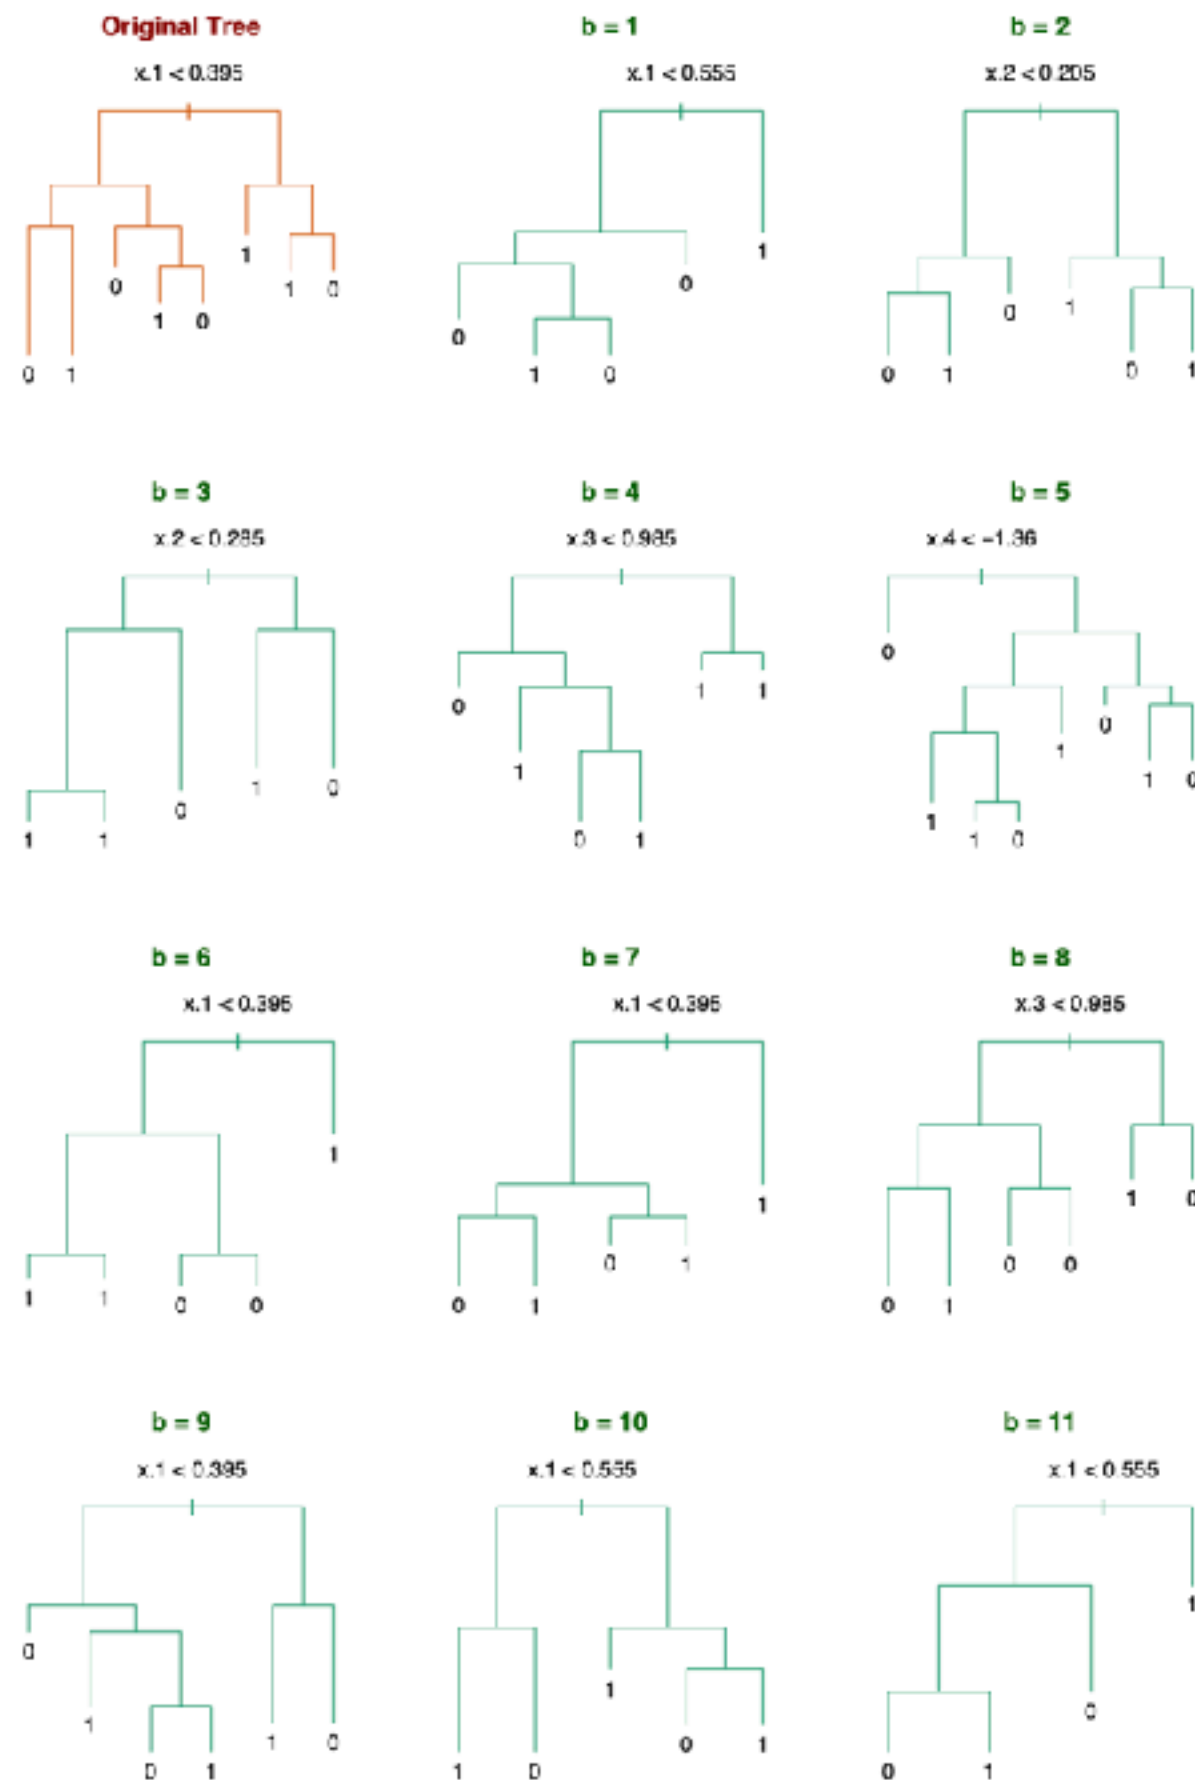 Original Tree
x.1 < 0.395
0 1
0
1 0
1
1 0
b = 1
x.1 < 0.555
0
1 0
0
1
b = 2
x.2 < 0.205
0 1
0
1
0 1
b = 3
x.2 < 0.285
1 1
0
1 0
b = 4
x.3 < 0.985
0
1
0 1
1 1
b = 5
x.4 < −1.36
0
1
1 0
1
0
1 0
b = 6
x.1 < 0.395
1 1
0 0
1
b = 7
x.1 < 0.395
0 1
0 1
1
b = 8
x.3 < 0.985
0 1
0 0
1 0
b = 9
x.1 < 0.395
0
1
0 1
1 0
b = 10
x.1 < 0.555
1 0
1
0 1
b = 11
x.1 < 0.555
0 1
0
1